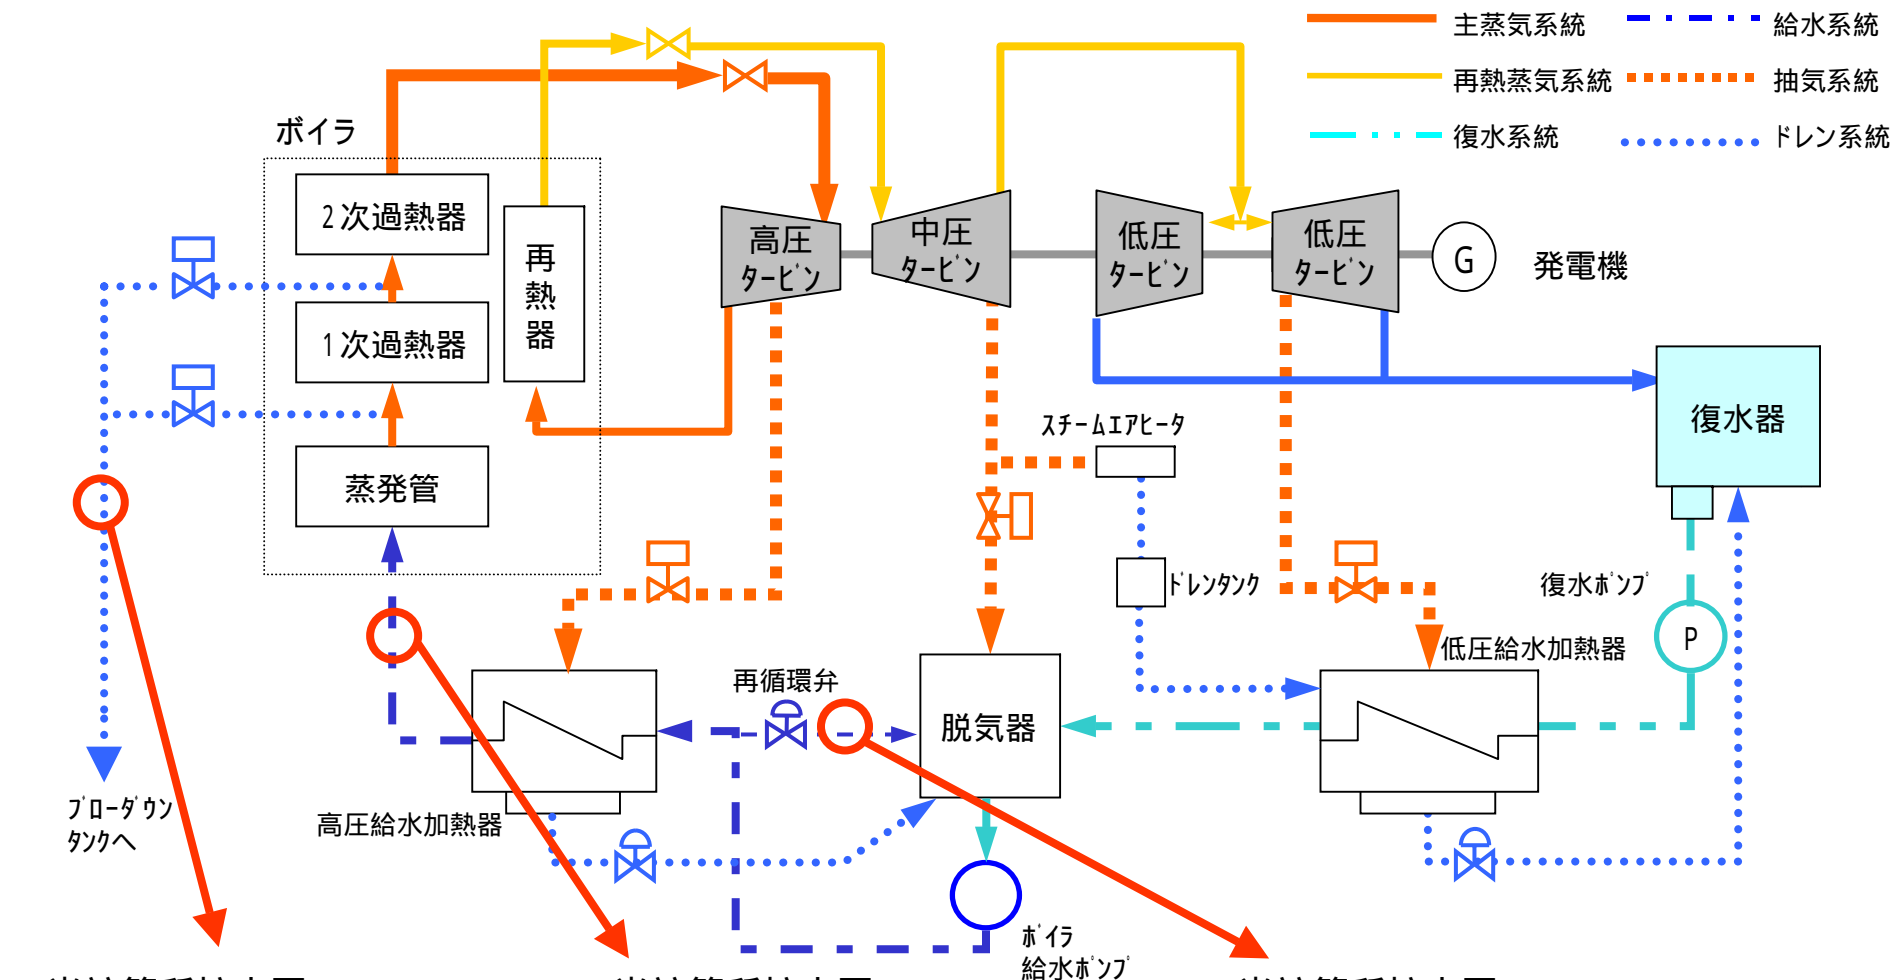 主蒸気系統
給水系統
再熱蒸気系統
抽気系統
復水系統
ドレン系統
ボイラ
2次過熱器
1次過熱器
蒸発管
再
熱
器
高圧
タービン
中圧
タービン
低圧
タービン
低圧
タービン
G
発電機
復水器
スチームエアヒータ
ドレンタンク
復水ポンプ
P
低圧給水加熱器
再循環弁
脱気器
高圧給水加熱器
ブローダウン
タンクへ
ボイラ
給水ポンプ